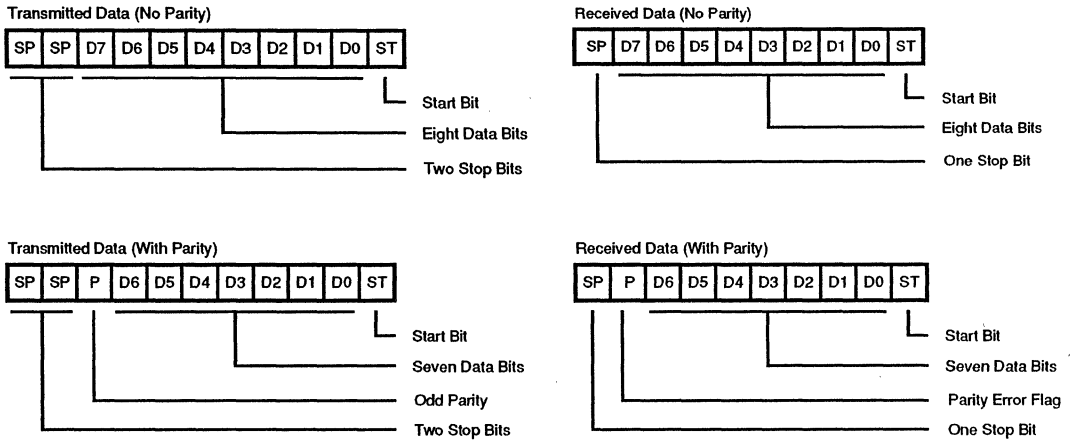 Transmitted Data (No Parity)
SP SP D7 D6 D5 D4 D3 D2 D1 D0 ST
Start Bit
Eight Data Bits
Two Stop Bits
Received Data (No Parity)
SP D7 D6 D5 D4 D3 D2 D1 D0 ST
Start Bit
Eight Data Bits
One Stop Bit
Transmitted Data (With Parity)
SP SP P D6 D5 D4 D3 D2 D1 D0 ST
Start Bit
Seven Data Bits
Odd Parity
Two Stop Bits
Received Data (With Parity)
SP P D6 D5 D4 D3 D2 D1 D0 ST
Start Bit
Seven Data Bits
Parity Error Flag
One Stop Bit